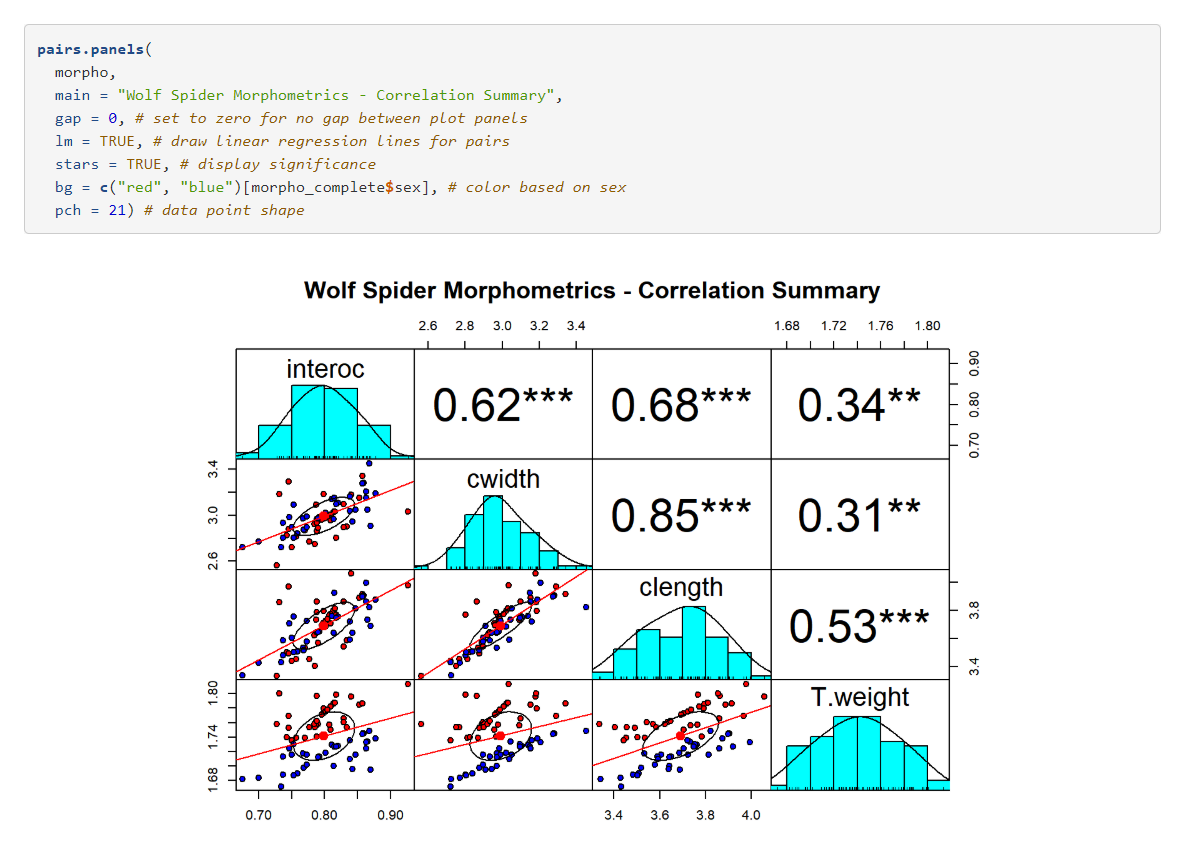 pairs.panels(
  morpho,
  main = "Wolf Spider Morphometrics - Correlation Summary",
  gap = 0, # set to zero for no gap between plot panels
  lm = TRUE, # draw linear regression lines for pairs
  stars = TRUE, # display significance
  bg = c("red", "blue")[morpho_complete$sex], # color based on sex
  pch = 21) # data point shape
Wolf Spider Morphometrics - Correlation Summary
2.6 2.8 3.0 3.2 3.4 1.68 1.72 1.76 1.80
interoc
0.62*** 0.68*** 0.34**
0.70 0.80 0.90
cwidth
2.6 3.0 3.4
0.85*** 0.31**
clength
0.53***
3.4 3.8
T.weight
1.68 1.74 1.80
0.70 0.80 0.90 3.4 3.6 3.8 4.0